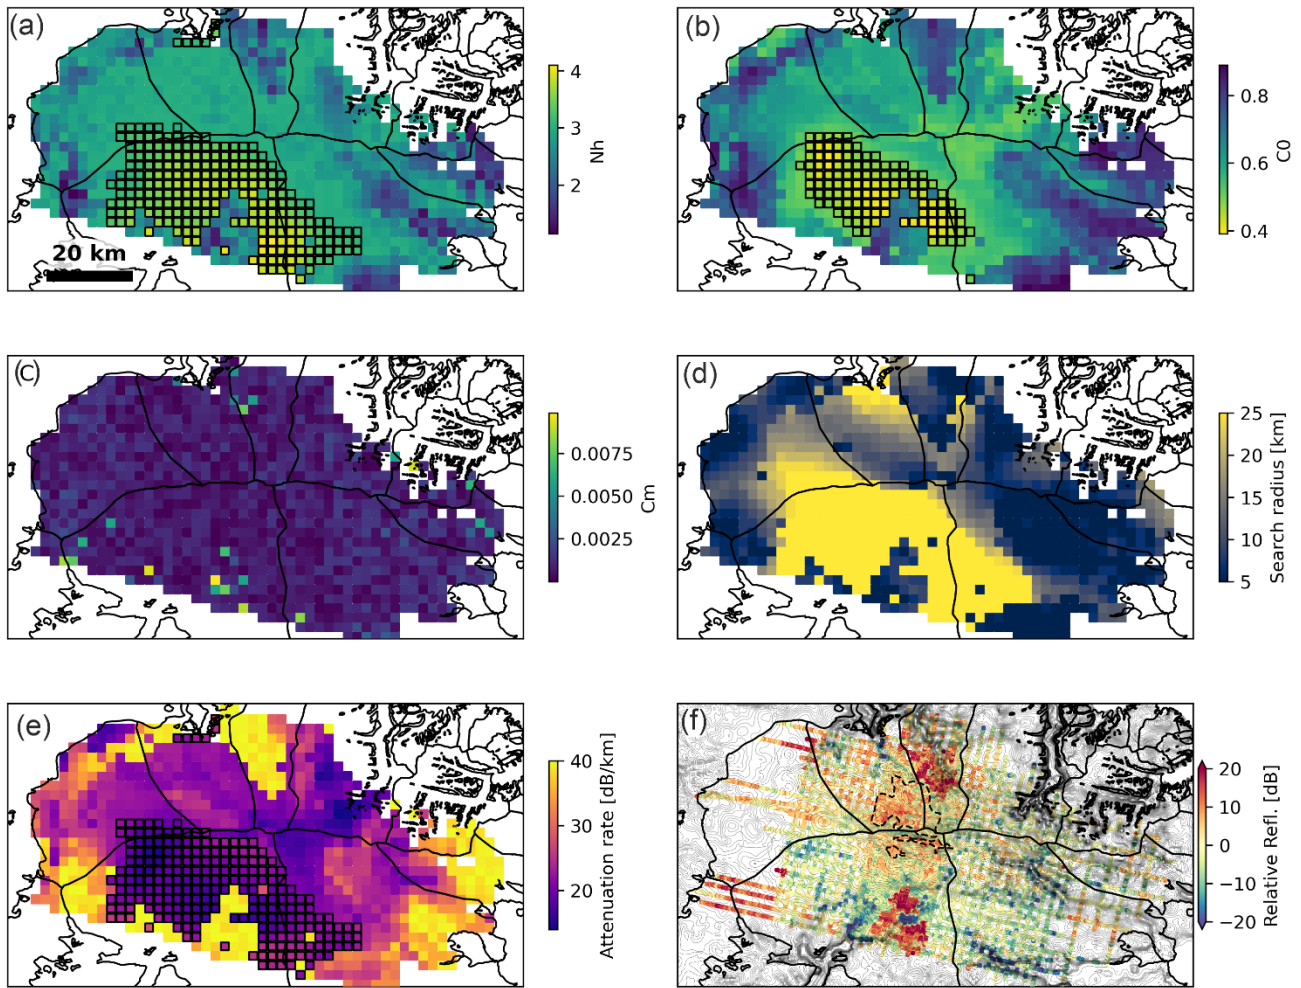 (a)
4
3
2
Nh
20 km
(b)
0.8
0.6
0.4
C0
(c)
0.0075
0.0050
0.0025
Cm
(d)
25
20
15
10
5
Search radius [km]
(e)
40
30
20
Attenuation rate [dB/km]
(f)
20
10
0
−10
−20
Relative Refl. [dB]